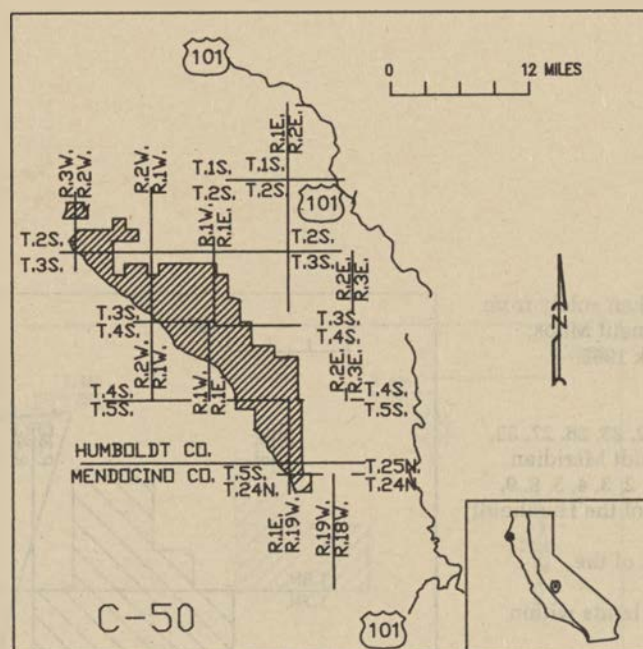 101
0 12 MILES
R.1E.
R.2E.
R.3W.
R.2W.
R.2W.
R.1W.
T.1S. T.1S.
T.2S. T.2S.
101
R.1W.
R.1E.
T.2S. T.2S.
T.3S. T.3S.
R.2E.
R.3E.
N
T.3S. T.3S.
T.4S. T.4S.
R.2W.
R.1W.
R.1W.
R.1E.
R.2E.
R.3E.
T.4S. T.4S.
T.5S. T.5S.
HUMBOLDT CO.
MENDOCINO CO.
T.5S. T.25N.
T.24N. T.24N.
R.1E.
R.19W.
R.19W.
R.18W.
C-50
101